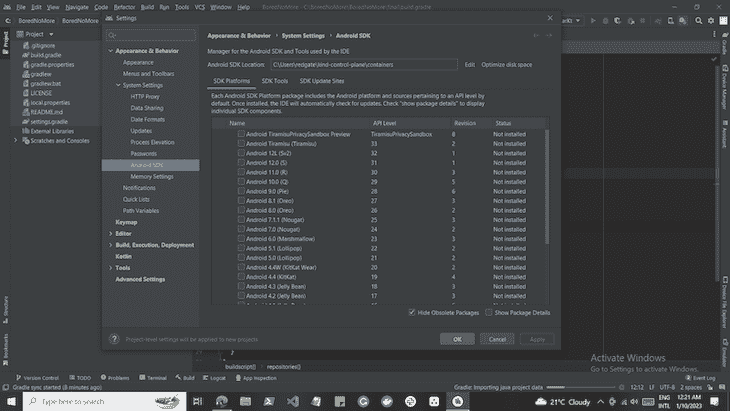 File Edit View Navigate Code Refactor Build Run Tools VCS Window Help
BoredNoMore
BoredNoMore
Settings
Project
.gitignore
build.gradle
gradle.properties
gradlew
gradlew.bat
LICENSE
local.properties
README.md
settings.gradle
External Libraries
Scratches and Consoles
Appearance & Behavior
Appearance
Menus and Toolbars
System Settings
HTTP Proxy
Data Sharing
Date Formats
Updates
Process Elevation
Passwords
Android SDK
Memory Settings
Notifications
Quick Lists
Path Variables
Keymap
Editor
Build, Execution, Deployment
Kotlin
Tools
Advanced Settings
Appearance & Behavior › System Settings › Android SDK
Manager for the Android SDK and Tools used by the IDE
Android SDK Location: C:\Users\redgate\kind-control-plane\containers Edit Optimize disk space
SDK Platforms SDK Tools SDK Update Sites
Each Android SDK Platform package includes the Android platform and sources pertaining to an API level by
default. Once installed, the IDE will automatically check for updates. Check "show package details" to display
individual SDK components.
Name API Level Revision Status
Android TiramisuPrivacySandbox Preview TiramisuPrivacySandbox 8 Not installed
Android Tiramisu (Tiramisu) 33 2 Not installed
Android 12L (Sv2) 32 1 Not installed
Android 12.0 (S) 31 1 Not installed
Android 11.0 (R) 30 3 Not installed
Android 10.0 (Q) 29 5 Not installed
Android 9.0 (Pie) 28 6 Not installed
Android 8.1 (Oreo) 27 3 Not installed
Android 8.0 (Oreo) 26 2 Not installed
Android 7.1.1 (Nougat) 25 3 Not installed
Android 7.0 (Nougat) 24 2 Not installed
Android 6.0 (Marshmallow) 23 3 Not installed
Android 5.1 (Lollipop) 22 2 Not installed
Android 5.0 (Lollipop) 21 2 Not installed
Android 4.4W (KitKat Wear) 20 2 Not installed
Android 4.4 (KitKat) 19 4 Not installed
Android 4.3 (Jelly Bean) 18 3 Not installed
Android 4.2 (Jelly Bean) 17 3 Not installed
Hide Obsolete Packages Show Package Details
Project-level settings will be applied to new projects
OK Cancel Apply
Structure
Bookmarks
Gradle
Device Manager
Assistant
Device File Explorer
Emulator
Activate Windows
Go to Settings to activate Windows.
buildscript{} repositories{}
Version Control TODO Problems Terminal Build Logcat App Inspection Event Log
Gradle sync started (8 minutes ago) Gradle: Importing project data 12:12 LF UTF-8 2 spaces
Type here to search
21°C Cloudy
ENG
INTL
12:21 AM
1/10/2023